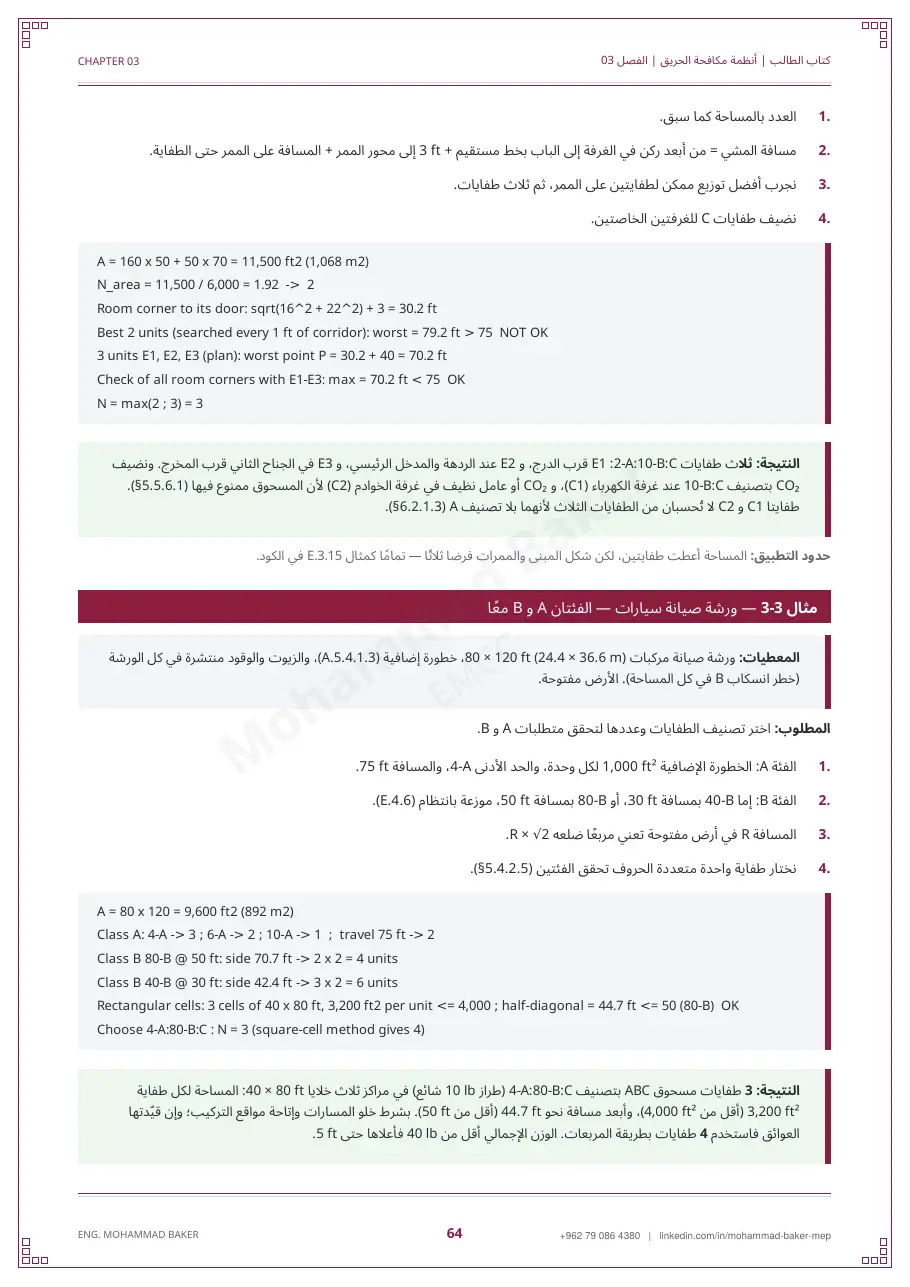 CHAPTER 03
كتاب الطالب | أنظمة مكافحة الحريق | الفصل 03
1. العدد بالمساحة كما سبق.
2. مسافة المشي = من أبعد ركن في الغرفة إلى الباب بخط مستقيم + 3 ft إلى محور الممر + المسافة على الممر حتى الطفاية.
3. نجرب أفضل توزيع ممكن لطفايتين على الممر، ثم ثلاث طفايات.
4. نضيف طفايات C للغرفتين الخاصتين.
A = 160 x 50 + 50 x 70 = 11,500 ft2 (1,068 m2)
N_area = 11,500 / 6,000 = 1.92 -> 2
Room corner to its door: sqrt(16^2 + 22^2) + 3 = 30.2 ft
Best 2 units (searched every 1 ft of corridor): worst = 79.2 ft > 75 NOT OK
3 units E1, E2, E3 (plan): worst point P = 30.2 + 40 = 70.2 ft
Check of all room corners with E1-E3: max = 70.2 ft < 75 OK
N = max(2 ; 3) = 3
النتيجة: ثلاث طفايات 2-A:10-B:C: E1 قرب الدرج، و E2 عند الردهة والمدخل الرئيسي، و E3 في الجناح الثاني قرب المخرج. ونضيف
CO₂ بتصنيف 10-B:C عند غرفة الكهرباء (C1)، و CO₂ أو عامل نظيف في غرفة الخوادم (C2) لأن المسحوق ممنوع فيها (§5.5.6.1).
طفايتا C1 و C2 لا تُحسبان من الطفايات الثلاث لأنهما بلا تصنيف A (§6.2.1.3).
حدود التطبيق: المساحة أعطت طفايتين، لكن شكل المبنى والممرات فرضا ثلاثًا — تمامًا كمثال E.3.15 في الكود.
مثال 3-3 — ورشة صيانة سيارات — الفئتان A و B معًا
المعطيات: ورشة صيانة مركبات 80 × 120 ft (24.4 × 36.6 m)، خطورة إضافية (A.5.4.1.3)، والزيوت والوقود منتشرة في كل الورشة
(خطر انسكاب B في كل المساحة). الأرض مفتوحة.
المطلوب: اختر تصنيف الطفايات وعددها لتحقق متطلبات A و B.
1. الفئة A: الخطورة الإضافية 1,000 ft² لكل وحدة، والحد الأدنى 4-A، والمسافة 75 ft.
2. الفئة B: إما 40-B بمسافة 30 ft، أو 80-B بمسافة 50 ft، موزعة بانتظام (E.4.6).
3. المسافة R في أرض مفتوحة تعني مربعًا ضلعه R × √2.
4. نختار طفاية واحدة متعددة الحروف تحقق الفئتين (§5.4.2.5).
A = 80 x 120 = 9,600 ft2 (892 m2)
Class A: 4-A -> 3 ; 6-A -> 2 ; 10-A -> 1 ; travel 75 ft -> 2
Class B 80-B @ 50 ft: side 70.7 ft -> 2 x 2 = 4 units
Class B 40-B @ 30 ft: side 42.4 ft -> 3 x 2 = 6 units
Rectangular cells: 3 cells of 40 x 80 ft, 3,200 ft2 per unit <= 4,000 ; half-diagonal = 44.7 ft <= 50 (80-B) OK
Choose 4-A:80-B:C : N = 3 (square-cell method gives 4)
النتيجة: 3 طفايات مسحوق ABC بتصنيف 4-A:80-B:C (طراز 10 lb شائع) في مراكز ثلاث خلايا 40 × 80 ft: المساحة لكل طفاية
3,200 ft² (أقل من 4,000 ft²)، وأبعد مسافة نحو 44.7 ft (أقل من 50 ft). بشرط خلو المسارات وإتاحة مواقع التركيب؛ وإن قيّدتها
العوائق فاستخدم 4 طفايات بطريقة المربعات. الوزن الإجمالي أقل من 40 lb فأعلاها حتى 5 ft.
Mohammad Baker
ENG. MOHAMMAD BAKER
64
+962 79 086 4380 | linkedin.com/in/mohammad-baker-mep